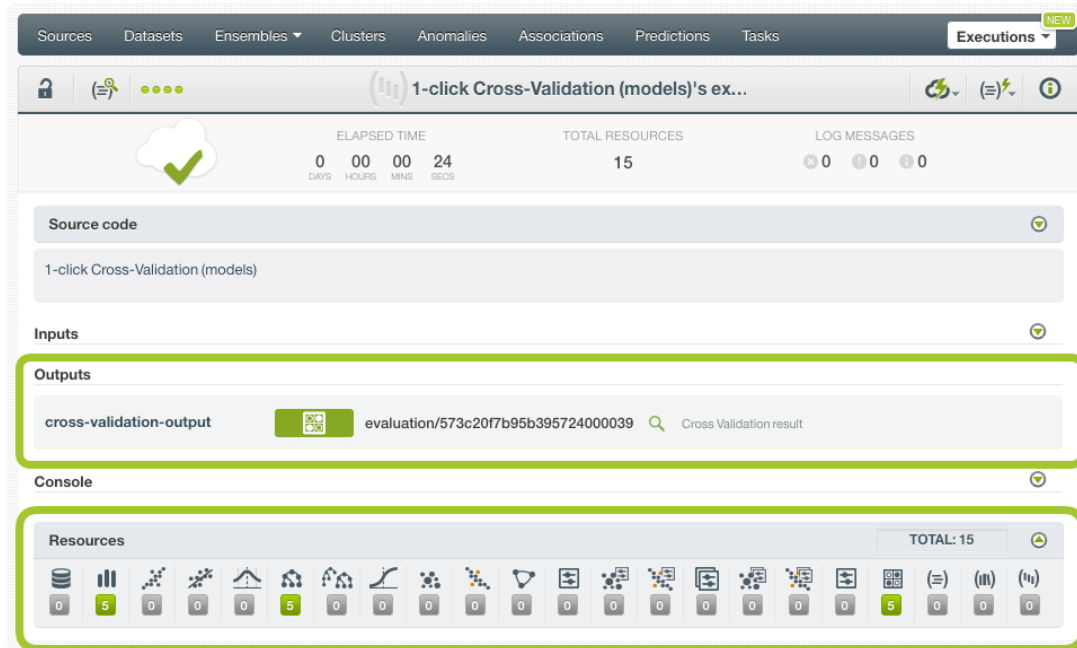 NEW
Sources Datasets Ensembles Clusters Anomalies Associations Predictions Tasks Executions
1-click Cross-Validation (models)'s ex...
ELAPSED TIME TOTAL RESOURCES LOG MESSAGES
0 00 00 24 15 0 0 0
DAYS HOURS MINS SECS
Source code
1-click Cross-Validation (models)
Inputs
Outputs
cross-validation-output evaluation/573c20f7b95b395724000039 Cross Validation result
Console
Resources TOTAL: 15
0 5 0 0 0 5 0 0 0 0 0 0 0 0 0 0 0 0 5 0 0 0